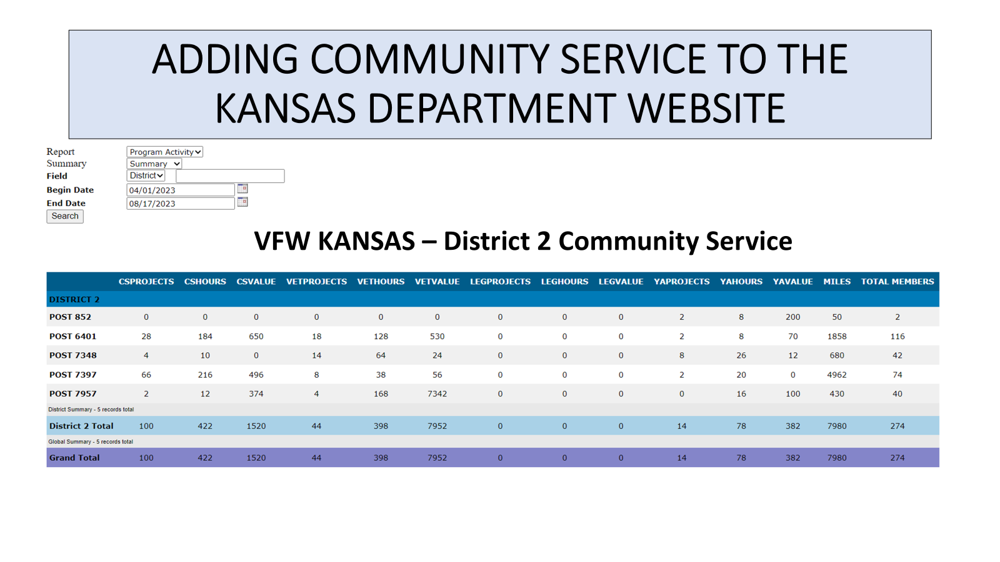 ADDING COMMUNITY SERVICE TO THE
KANSAS DEPARTMENT WEBSITE
Report Program Activity
Summary Summary
Field District
Begin Date 04/01/2023
End Date 08/17/2023
Search
VFW KANSAS – District 2 Community Service
CSPROJECTS CSHOURS CSVALUE VETPROJECTS VETHOURS VETVALUE LEGPROJECTS LEGHOURS LEGVALUE YAPROJECTS YAHOURS YAVALUE MILES TOTAL MEMBERS
DISTRICT 2
POST 852 0 0 0 0 0 0 0 0 0 2 8 200 50 2
POST 6401 28 184 650 18 128 530 0 0 0 2 8 70 1858 116
POST 7348 4 10 0 14 64 24 0 0 0 8 26 12 680 42
POST 7397 66 216 496 8 38 56 0 0 0 2 20 0 4962 74
POST 7957 2 12 374 4 168 7342 0 0 0 0 16 100 430 40
District Summary - 5 records total
District 2 Total 100 422 1520 44 398 7952 0 0 0 14 78 382 7980 274
Global Summary - 5 records total
Grand Total 100 422 1520 44 398 7952 0 0 0 14 78 382 7980 274